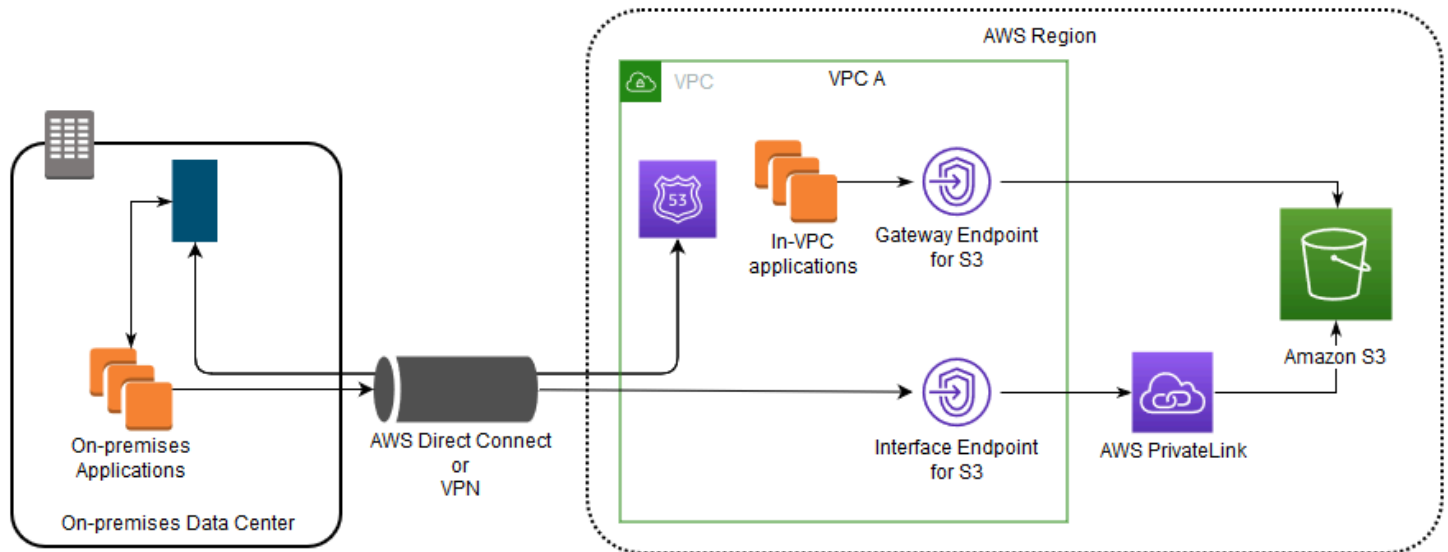 AWS Region
VPC
VPC A
53
In-VPC
applications
Gateway Endpoint
for S3
Amazon S3
On-premises
Applications
AWS Direct Connect
or
VPN
Interface Endpoint
for S3
AWS PrivateLink
On-premises Data Center